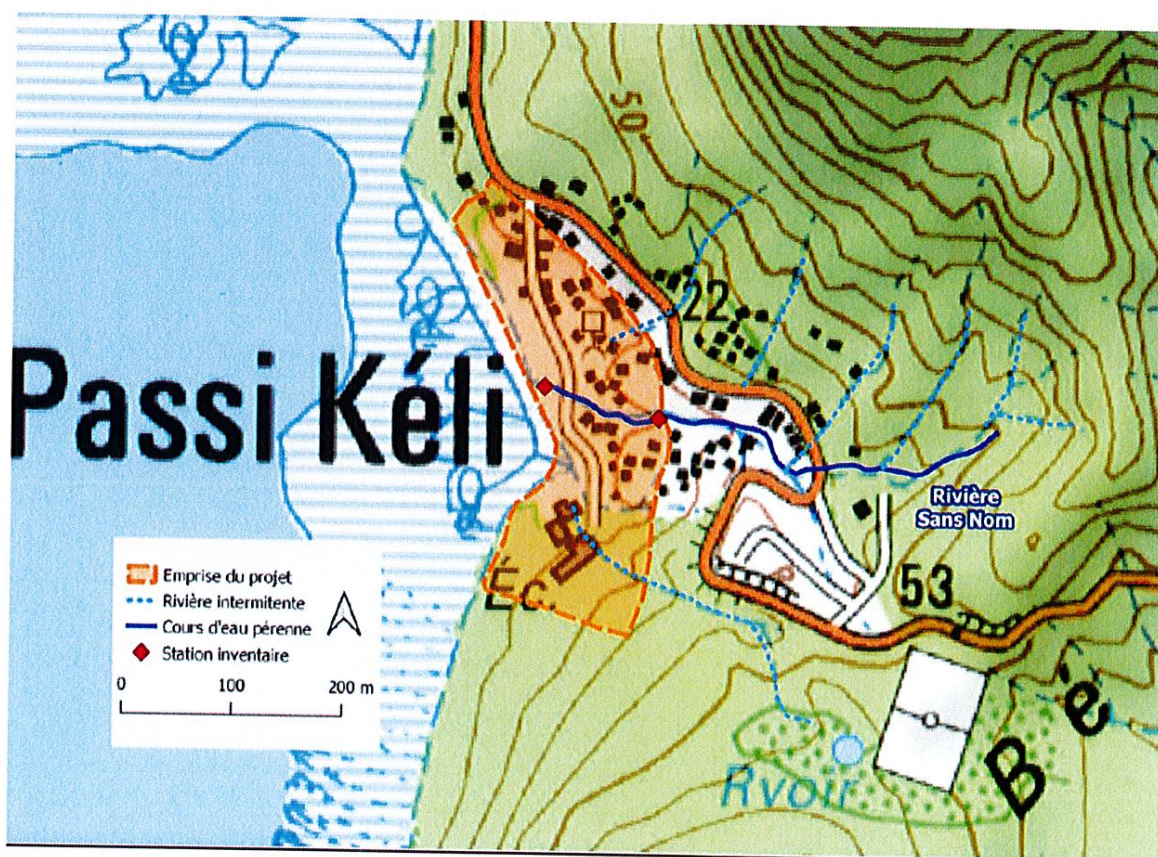 50
22
Passi Kéli
Rivière
Sans Nom
53
Éc.
Emprise du projet
Rivière intermitente
Cours d'eau pérenne
Station inventaire
0 100 200 m
Rvoir
Bé